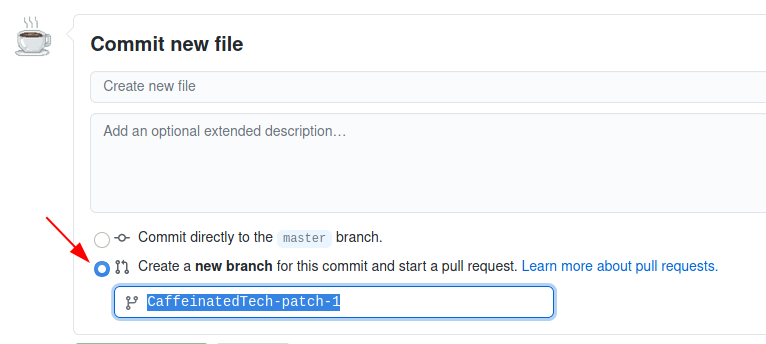 Commit new file
Create new file
Add an optional extended description…
Commit directly to the master branch.
Create a new branch for this commit and start a pull request. Learn more about pull requests.
CaffeinatedTech-patch-1